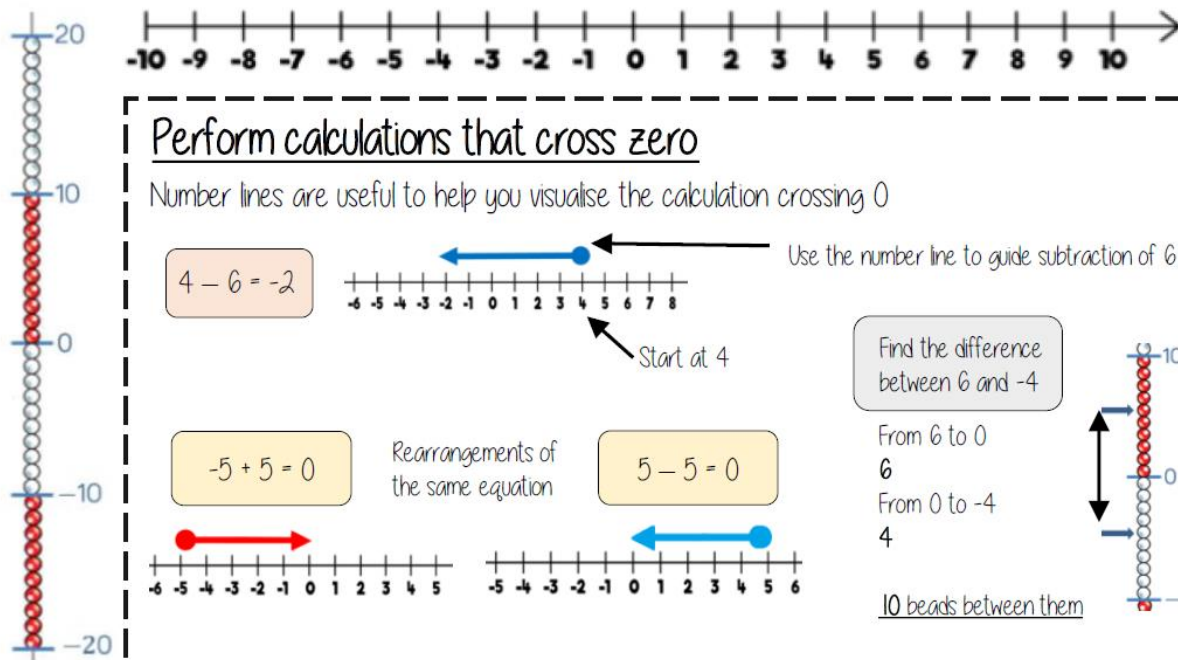 20
10
0
-10
-20
-10 -9 -8 -7 -6 -5 -4 -3 -2 -1 0 1 2 3 4 5 6 7 8 9 10
Perform calculations that cross zero
Number lines are useful to help you visualise the calculation crossing 0
4 – 6 = -2
-6 -5 -4 -3 -2 -1 0 1 2 3 4 5 6 7 8
Use the number line to guide subtraction of 6
Start at 4
-5 + 5 = 0
Rearrangements of
the same equation
5 – 5 = 0
-6 -5 -4 -3 -2 -1 0 1 2 3 4 5
-5 -4 -3 -2 -1 0 1 2 3 4 5 6
Find the difference
between 6 and -4
From 6 to 0
6
From 0 to -4
4
10 beads between them
10
0